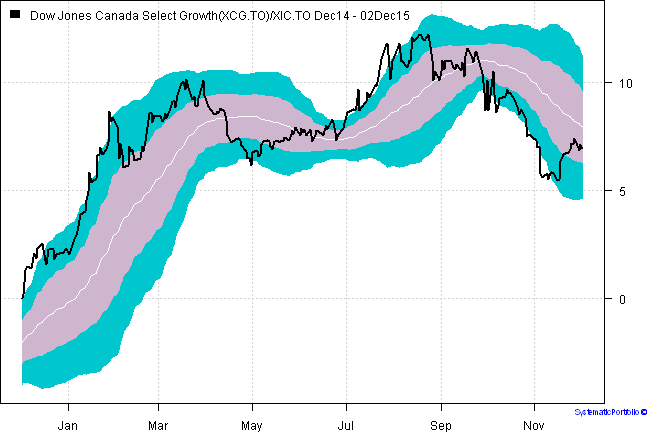 Dow Jones Canada Select Growth(XCG.TO)/XIC.TO Dec14 - 02Dec15
10
5
0
Jan Mar May Jul Sep Nov
SystematicPortfolio ©